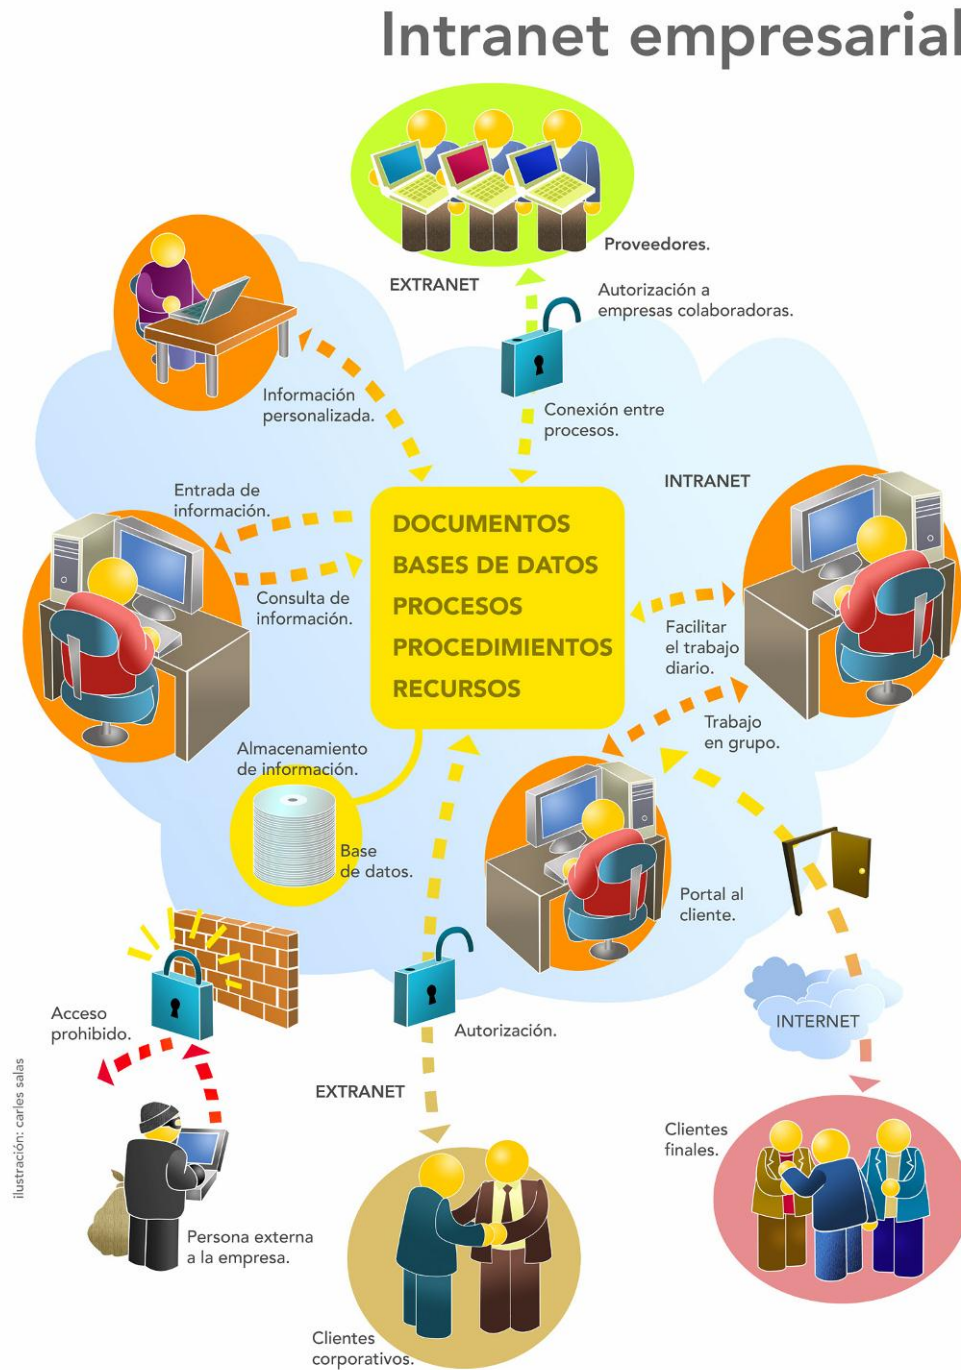 Intranet empresarial
Proveedores.
EXTRANET
Autorización a
empresas colaboradoras.
Información
personalizada.
Conexión entre
procesos.
INTRANET
Entrada de
información.
Consulta de
información.
DOCUMENTOS
BASES DE DATOS
PROCESOS
PROCEDIMIENTOS
RECURSOS
Facilitar
el trabajo
diario.
Trabajo
en grupo.
Almacenamiento
de información.
Base
de datos.
Portal al
cliente.
Acceso
prohibido.
Autorización.
INTERNET
EXTRANET
Clientes
finales.
Persona externa
a la empresa.
Clientes
corporativos.
ilustración: carles salas